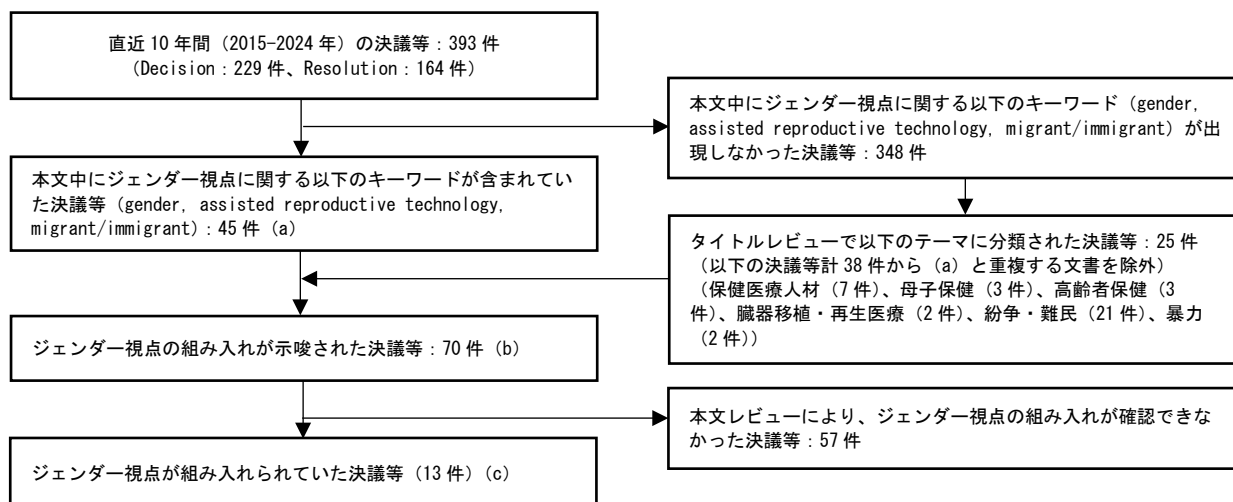 直近 10 年間（2015-2024 年）の決議等：393 件
（Decision：229 件、Resolution：164 件）
本文中にジェンダー視点に関する以下のキーワード（gender,
assisted reproductive technology, migrant/immigrant）が出
現しなかった決議等：348 件
本文中にジェンダー視点に関する以下のキーワードが含まれてい
た決議等（gender, assisted reproductive technology,
migrant/immigrant）：45 件（a）
タイトルレビューで以下のテーマに分類された決議等：25 件
（以下の決議等計 38 件から（a）と重複する文書を除外）
（保健医療人材（7 件）、母子保健（3 件）、高齢者保健（3
件）、臓器移植・再生医療（2 件）、紛争・難民（21 件）、暴力
（2 件））
ジェンダー視点の組み入れが示唆された決議等：70 件（b）
本文レビューにより、ジェンダー視点の組み入れが確認できな
かった決議等：57 件
ジェンダー視点が組み入れられていた決議等（13 件）（c）